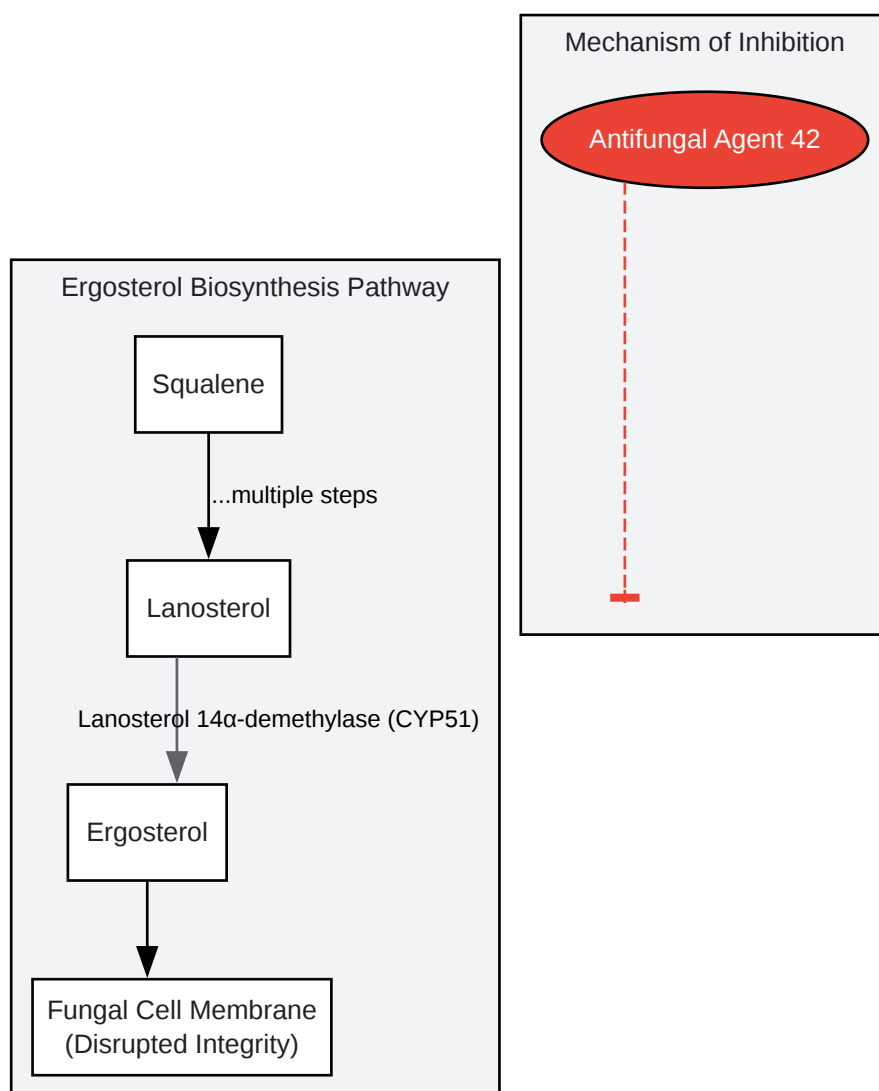 Mechanism of Inhibition
Antifungal Agent 42
Ergosterol Biosynthesis Pathway
Squalene
...multiple steps
Lanosterol
Lanosterol 14α-demethylase (CYP51)
Ergosterol
Fungal Cell Membrane
(Disrupted Integrity)